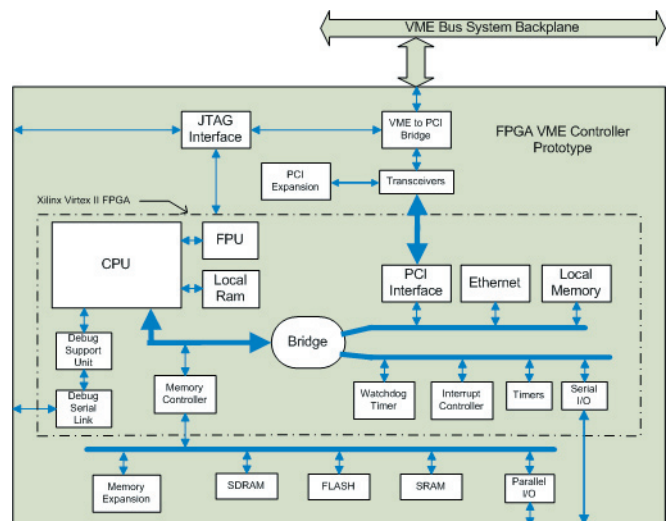 VME Bus System Backplane
JTAG
Interface
VME to PCI
Bridge
FPGA VME Controller
Prototype
PCI
Expansion
Transceivers
Xilinx Virtex II FPGA
CPU
FPU
Local
Ram
PCI
Interface
Ethernet
Local
Memory
Bridge
Debug
Support
Unit
Debug
Serial
Link
Memory
Controller
Watchdog
Timer
Interrupt
Controller
Timers
Serial
I/O
Memory
Expansion
SDRAM
FLASH
SRAM
Parallel
I/O